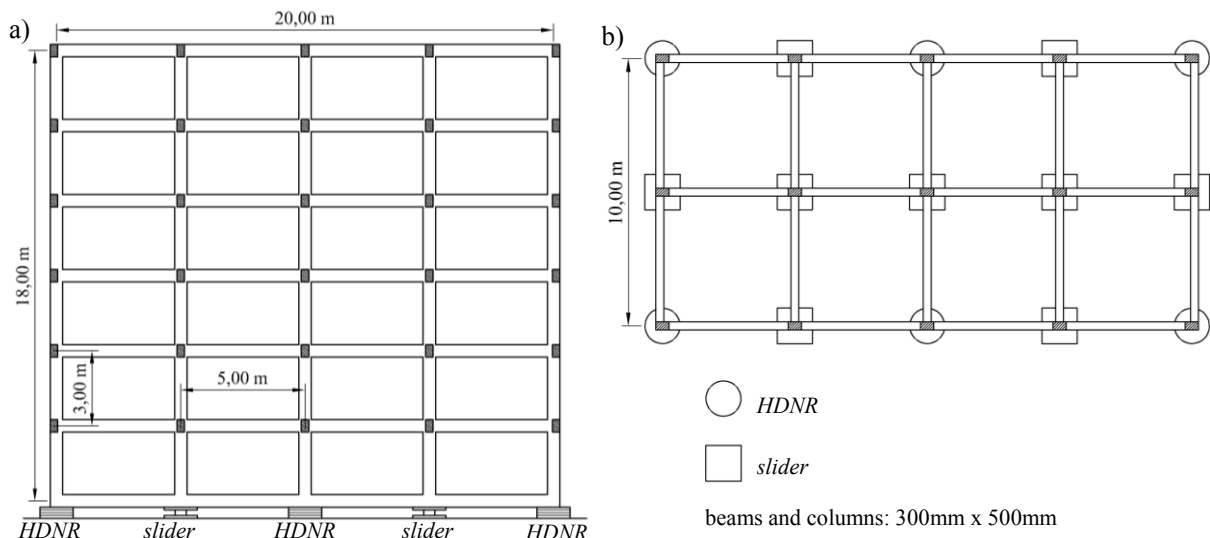 a)
20,00 m
18,00 m
3,00 m
5,00 m
HDNR slider HDNR slider HDNR
b)
10,00 m
HDNR
slider
beams and columns: 300mm x 500mm